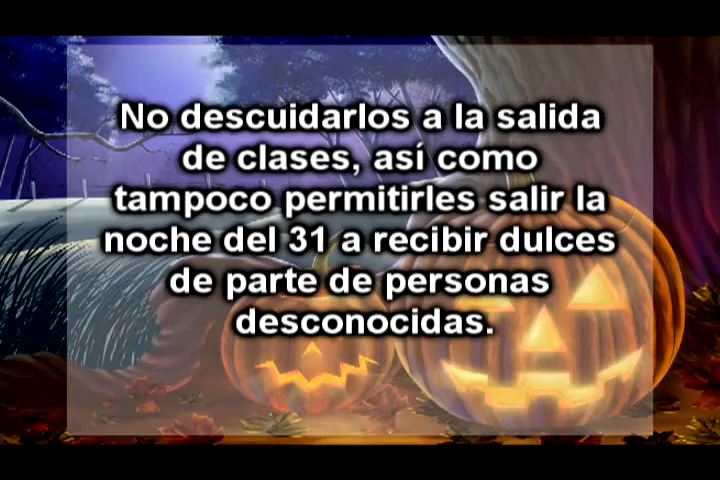 No descuidarlos a la salida
de clases, así como
tampoco permitirles salir la
noche del 31 a recibir dulces
de parte de personas
desconocidas.